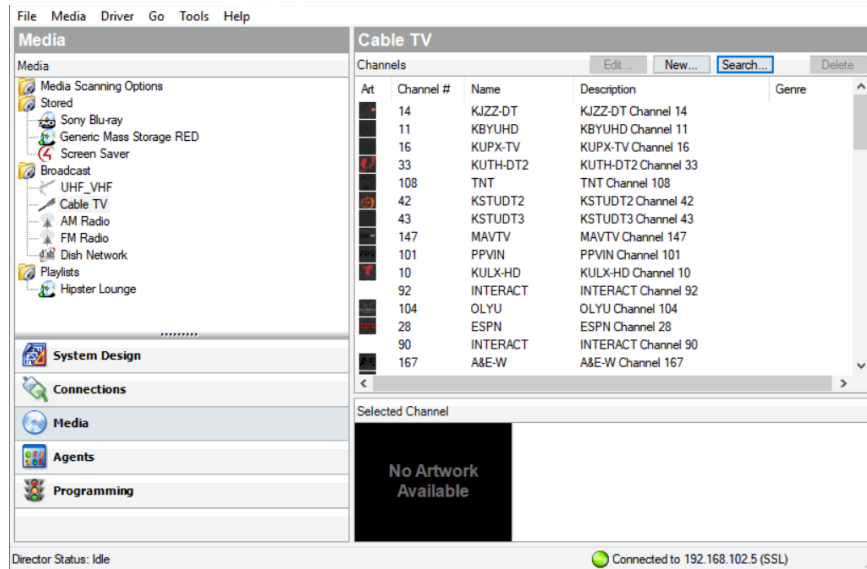 File Media Driver Go Tools Help
Media
Cable TV
Media
Channels Edit... New... Search... Delete
Media Scanning Options
Stored
Sony Blu-ray
Generic Mass Storage RED
Screen Saver
Broadcast
UHF_VHF
Cable TV
AM Radio
FM Radio
dish Dish Network
Playlists
Hipster Lounge
Art Channel # Name Description Genre
14 KJZZ-DT KJZZ-DT Channel 14
11 KBYUHD KBYUHD Channel 11
16 KUPX-TV KUPX-TV Channel 16
33 KUTH-DT2 KUTH-DT2 Channel 33
108 TNT TNT Channel 108
42 KSTUDT2 KSTUDT2 Channel 42
43 KSTUDT3 KSTUDT3 Channel 43
147 MAVTV MAVTV Channel 147
101 PPVIN PPVIN Channel 101
10 KULX-HD KULX-HD Channel 10
92 INTERACT INTERACT Channel 92
104 OLYU OLYU Channel 104
28 ESPN ESPN Channel 28
90 INTERACT INTERACT Channel 90
167 A&E-W A&E-W Channel 167
System Design
Connections
Media
Agents
Programming
Selected Channel
No Artwork
Available
Director Status: Idle
Connected to 192.168.102.5 (SSL)